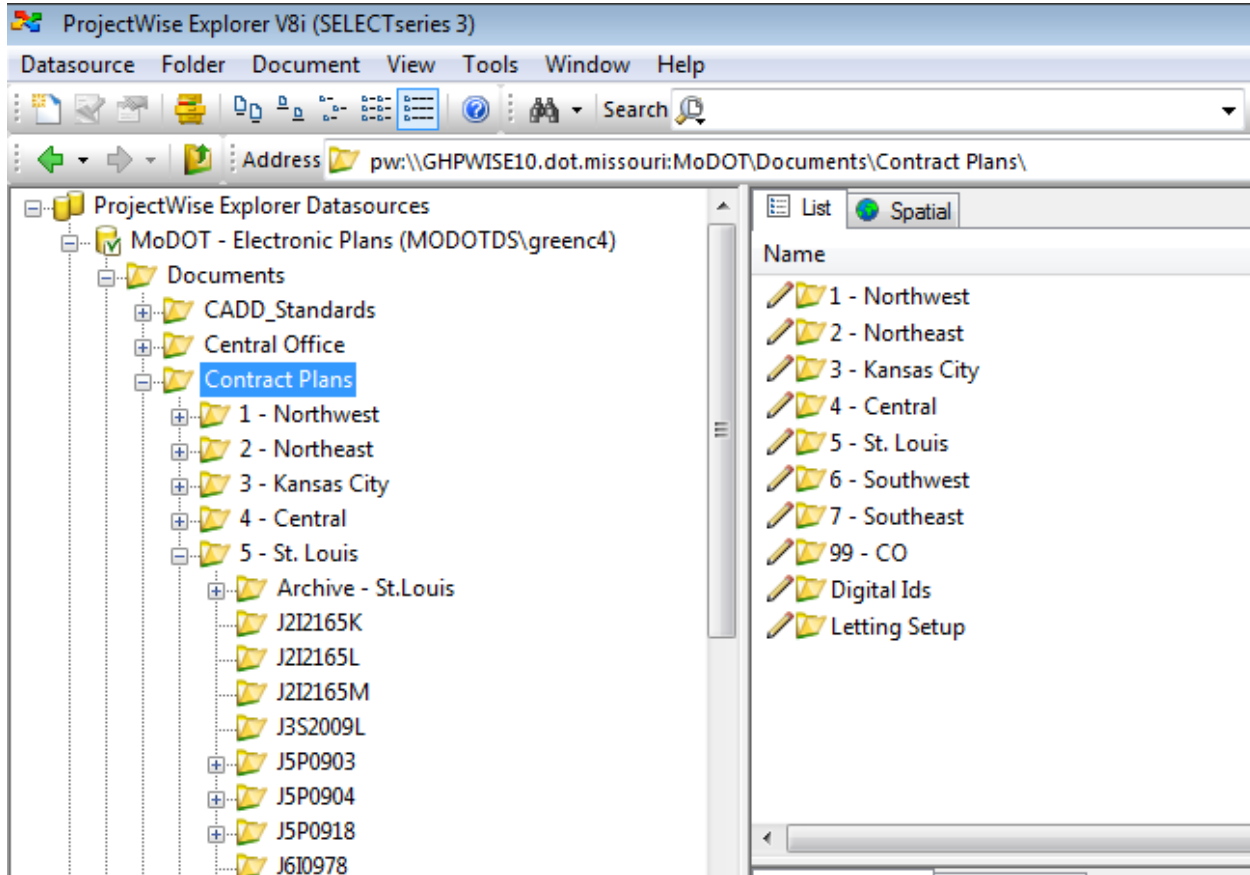 ProjectWise Explorer V8i (SELECTseries 3)
Datasource Folder Document View Tools Window Help
Search
Address pw:\\GHPWISE10.dot.missouri:MoDOT\Documents\Contract Plans\
ProjectWise Explorer Datasources
MoDOT - Electronic Plans (MODOTDS\greenc4)
Documents
CADD_Standards
Central Office
Contract Plans
1 - Northwest
2 - Northeast
3 - Kansas City
4 - Central
5 - St. Louis
Archive - St.Louis
J2I2165K
J2I2165L
J2I2165M
J3S2009L
J5P0903
J5P0904
J5P0918
J6I0978
List Spatial
Name
1 - Northwest
2 - Northeast
3 - Kansas City
4 - Central
5 - St. Louis
6 - Southwest
7 - Southeast
99 - CO
Digital Ids
Letting Setup